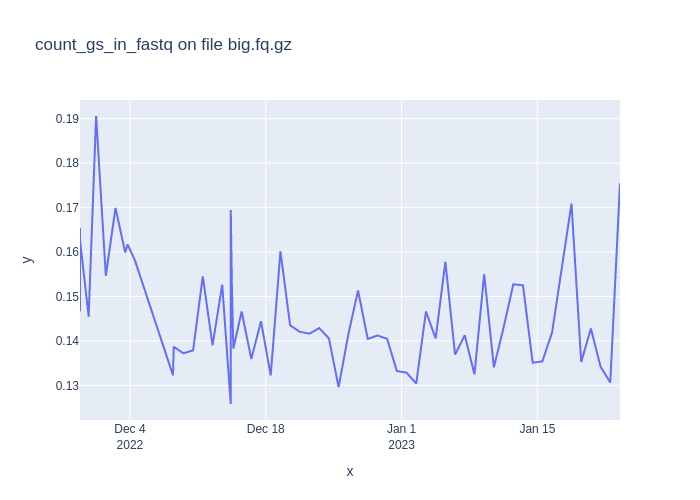 count_gs_in_fastq on file big.fq.gz
0.19
0.18
0.17
0.16
0.15
0.14
0.13
y
Dec 4
2022
Dec 18
Jan 1
2023
Jan 15
x